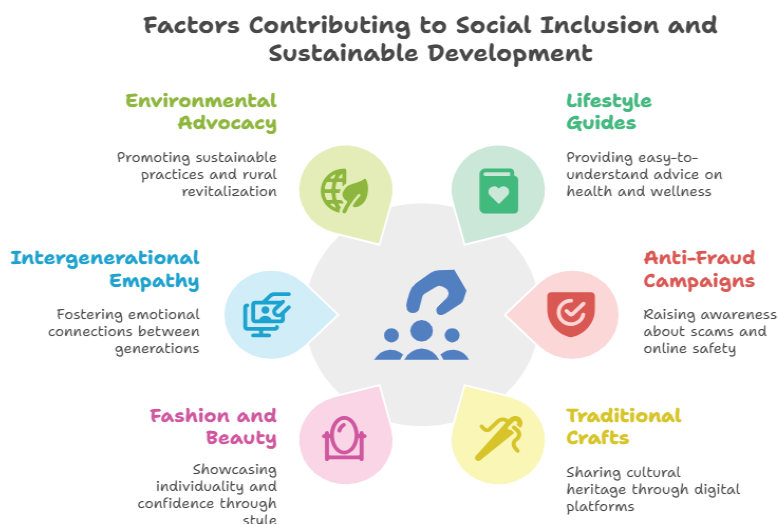 Factors Contributing to Social Inclusion and
Sustainable Development
Environmental
Advocacy
Promoting sustainable
practices and rural
revitalization
Lifestyle
Guides
Providing easy-to-
understand advice on
health and wellness
Intergenerational
Empathy
Fostering emotional
connections between
generations
Anti-Fraud
Campaigns
Raising awareness
about scams and
online safety
Fashion and
Beauty
Showcasing
individuality and
confidence through
style
Traditional
Crafts
Sharing cultural
heritage through digital
platforms